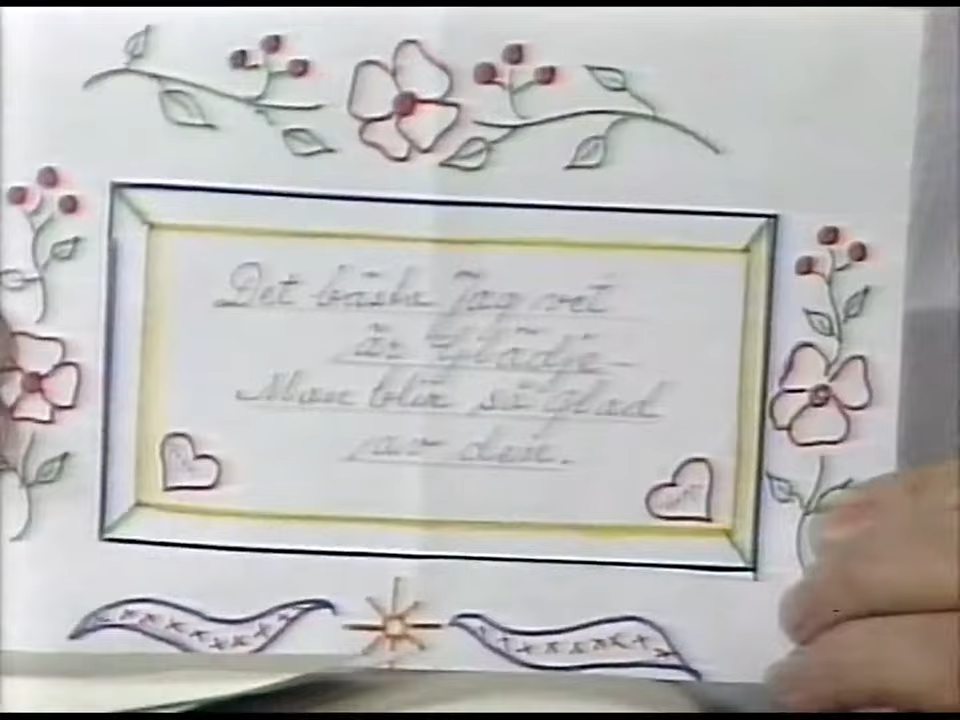 Det bästa Jag vet
är Glädje –
Man blir så glad
av den.